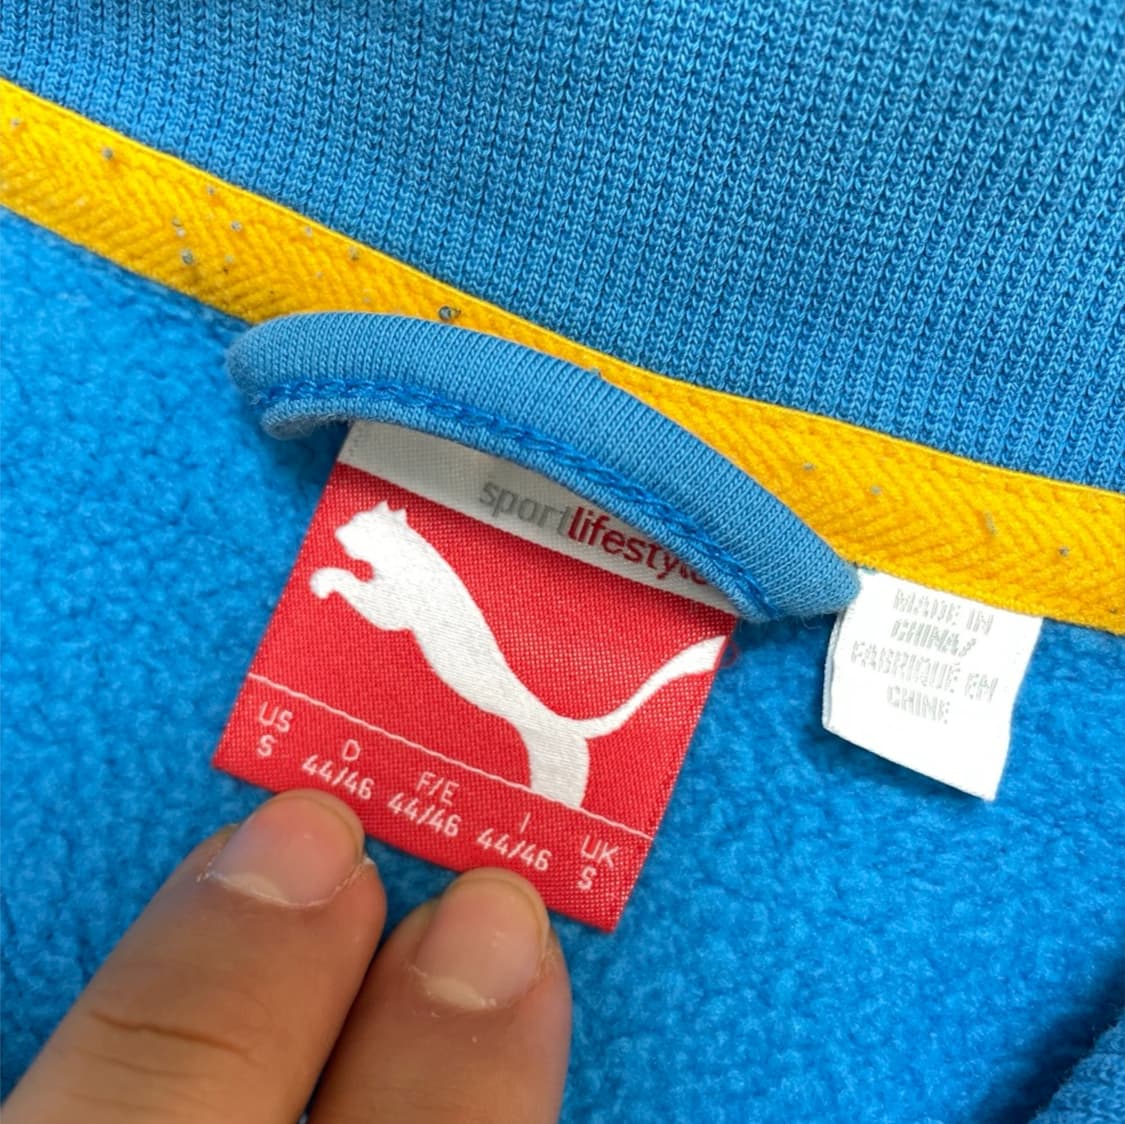 sportlifestyle
US D F/E I UK
S 44/46 44/46 44/46 S
MADE IN
CHINA/
FABRIQUÉ EN
CHINE